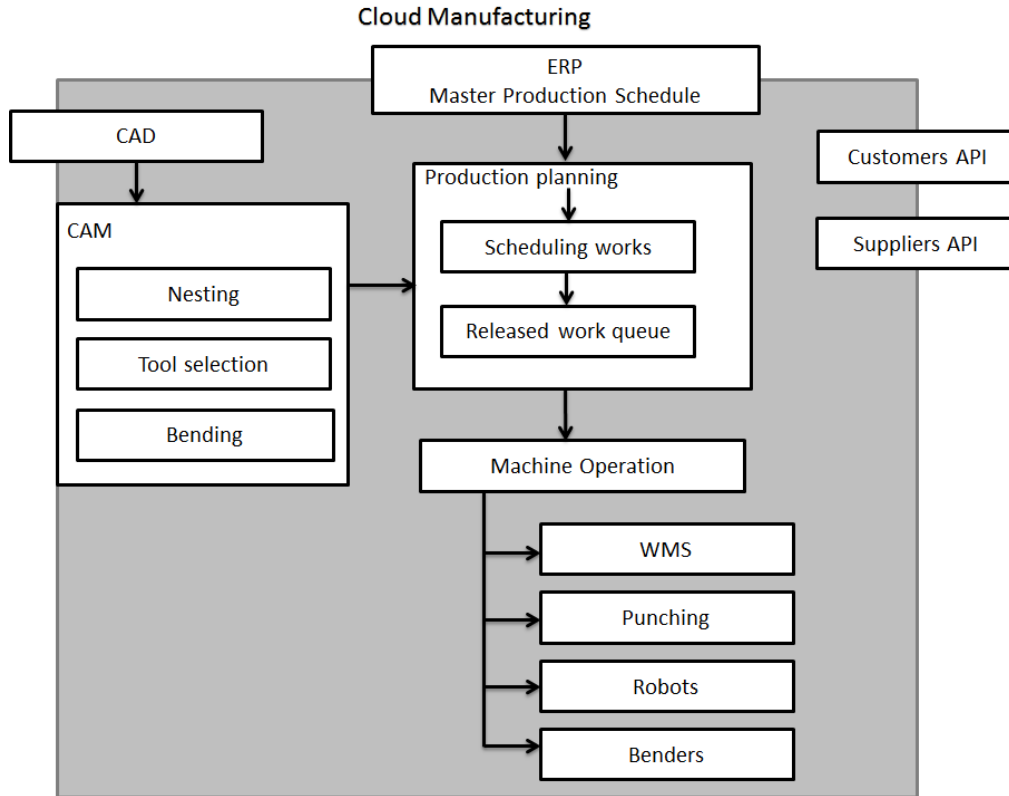 Cloud Manufacturing
ERP
Master Production Schedule
CAD
Customers API
Production planning
Suppliers API
CAM
Scheduling works
Nesting
Released work queue
Tool selection
Bending
Machine Operation
WMS
Punching
Robots
Benders